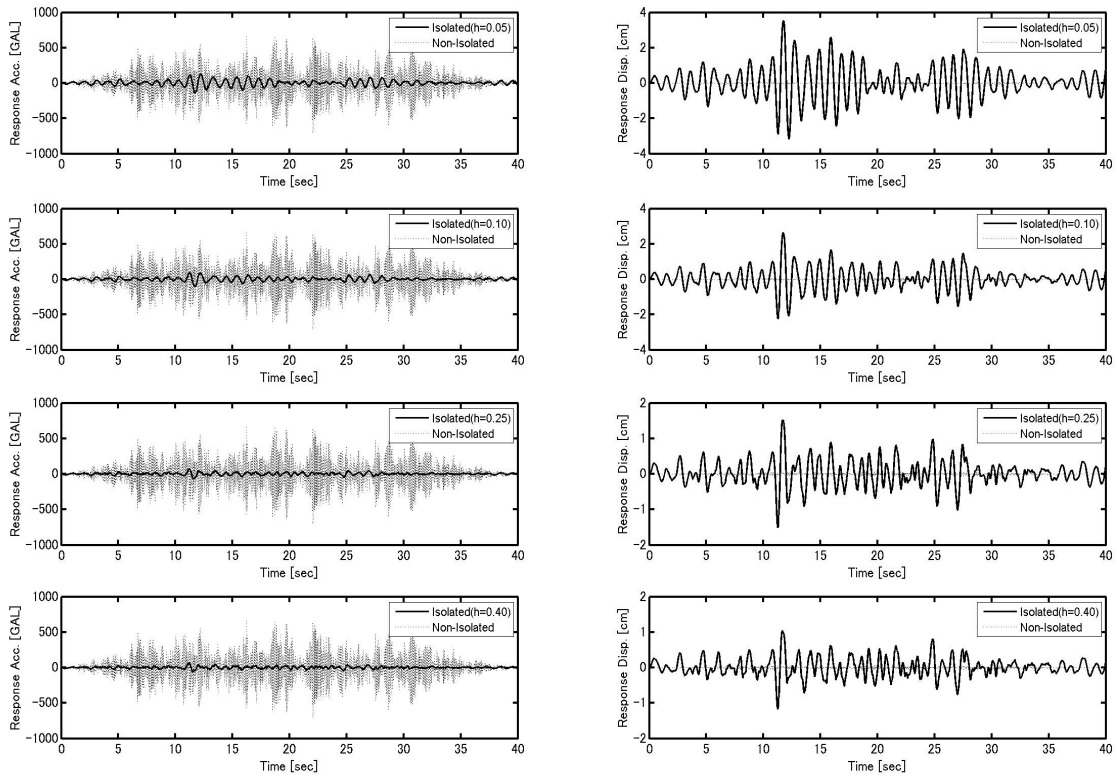 1000
500
0
-500
-1000
Response Acc. [GAL]
Isolated(h=0.05)
Non-Isolated
0 5 10 15 20 25 30 35 40
Time [sec]
4
2
0
-2
-4
Response Disp. [cm]
Isolated(h=0.05)
Non-Isolated
0 5 10 15 20 25 30 35 40
Time [sec]
1000
500
0
-500
-1000
Response Acc. [GAL]
Isolated(h=0.10)
Non-Isolated
0 5 10 15 20 25 30 35 40
Time [sec]
4
2
0
-2
-4
Response Disp. [cm]
Isolated(h=0.10)
Non-Isolated
0 5 10 15 20 25 30 35 40
Time [sec]
1000
500
0
-500
-1000
Response Acc. [GAL]
Isolated(h=0.25)
Non-Isolated
0 5 10 15 20 25 30 35 40
Time [sec]
2
1
0
-1
-2
Response Disp. [cm]
Isolated(h=0.25)
Non-Isolated
0 5 10 15 20 25 30 35 40
Time [sec]
1000
500
0
-500
-1000
Response Acc. [GAL]
Isolated(h=0.40)
Non-Isolated
0 5 10 15 20 25 30 35 40
Time [sec]
2
1
0
-1
-2
Response Disp. [cm]
Isolated(h=0.40)
Non-Isolated
0 5 10 15 20 25 30 35 40
Time [sec]